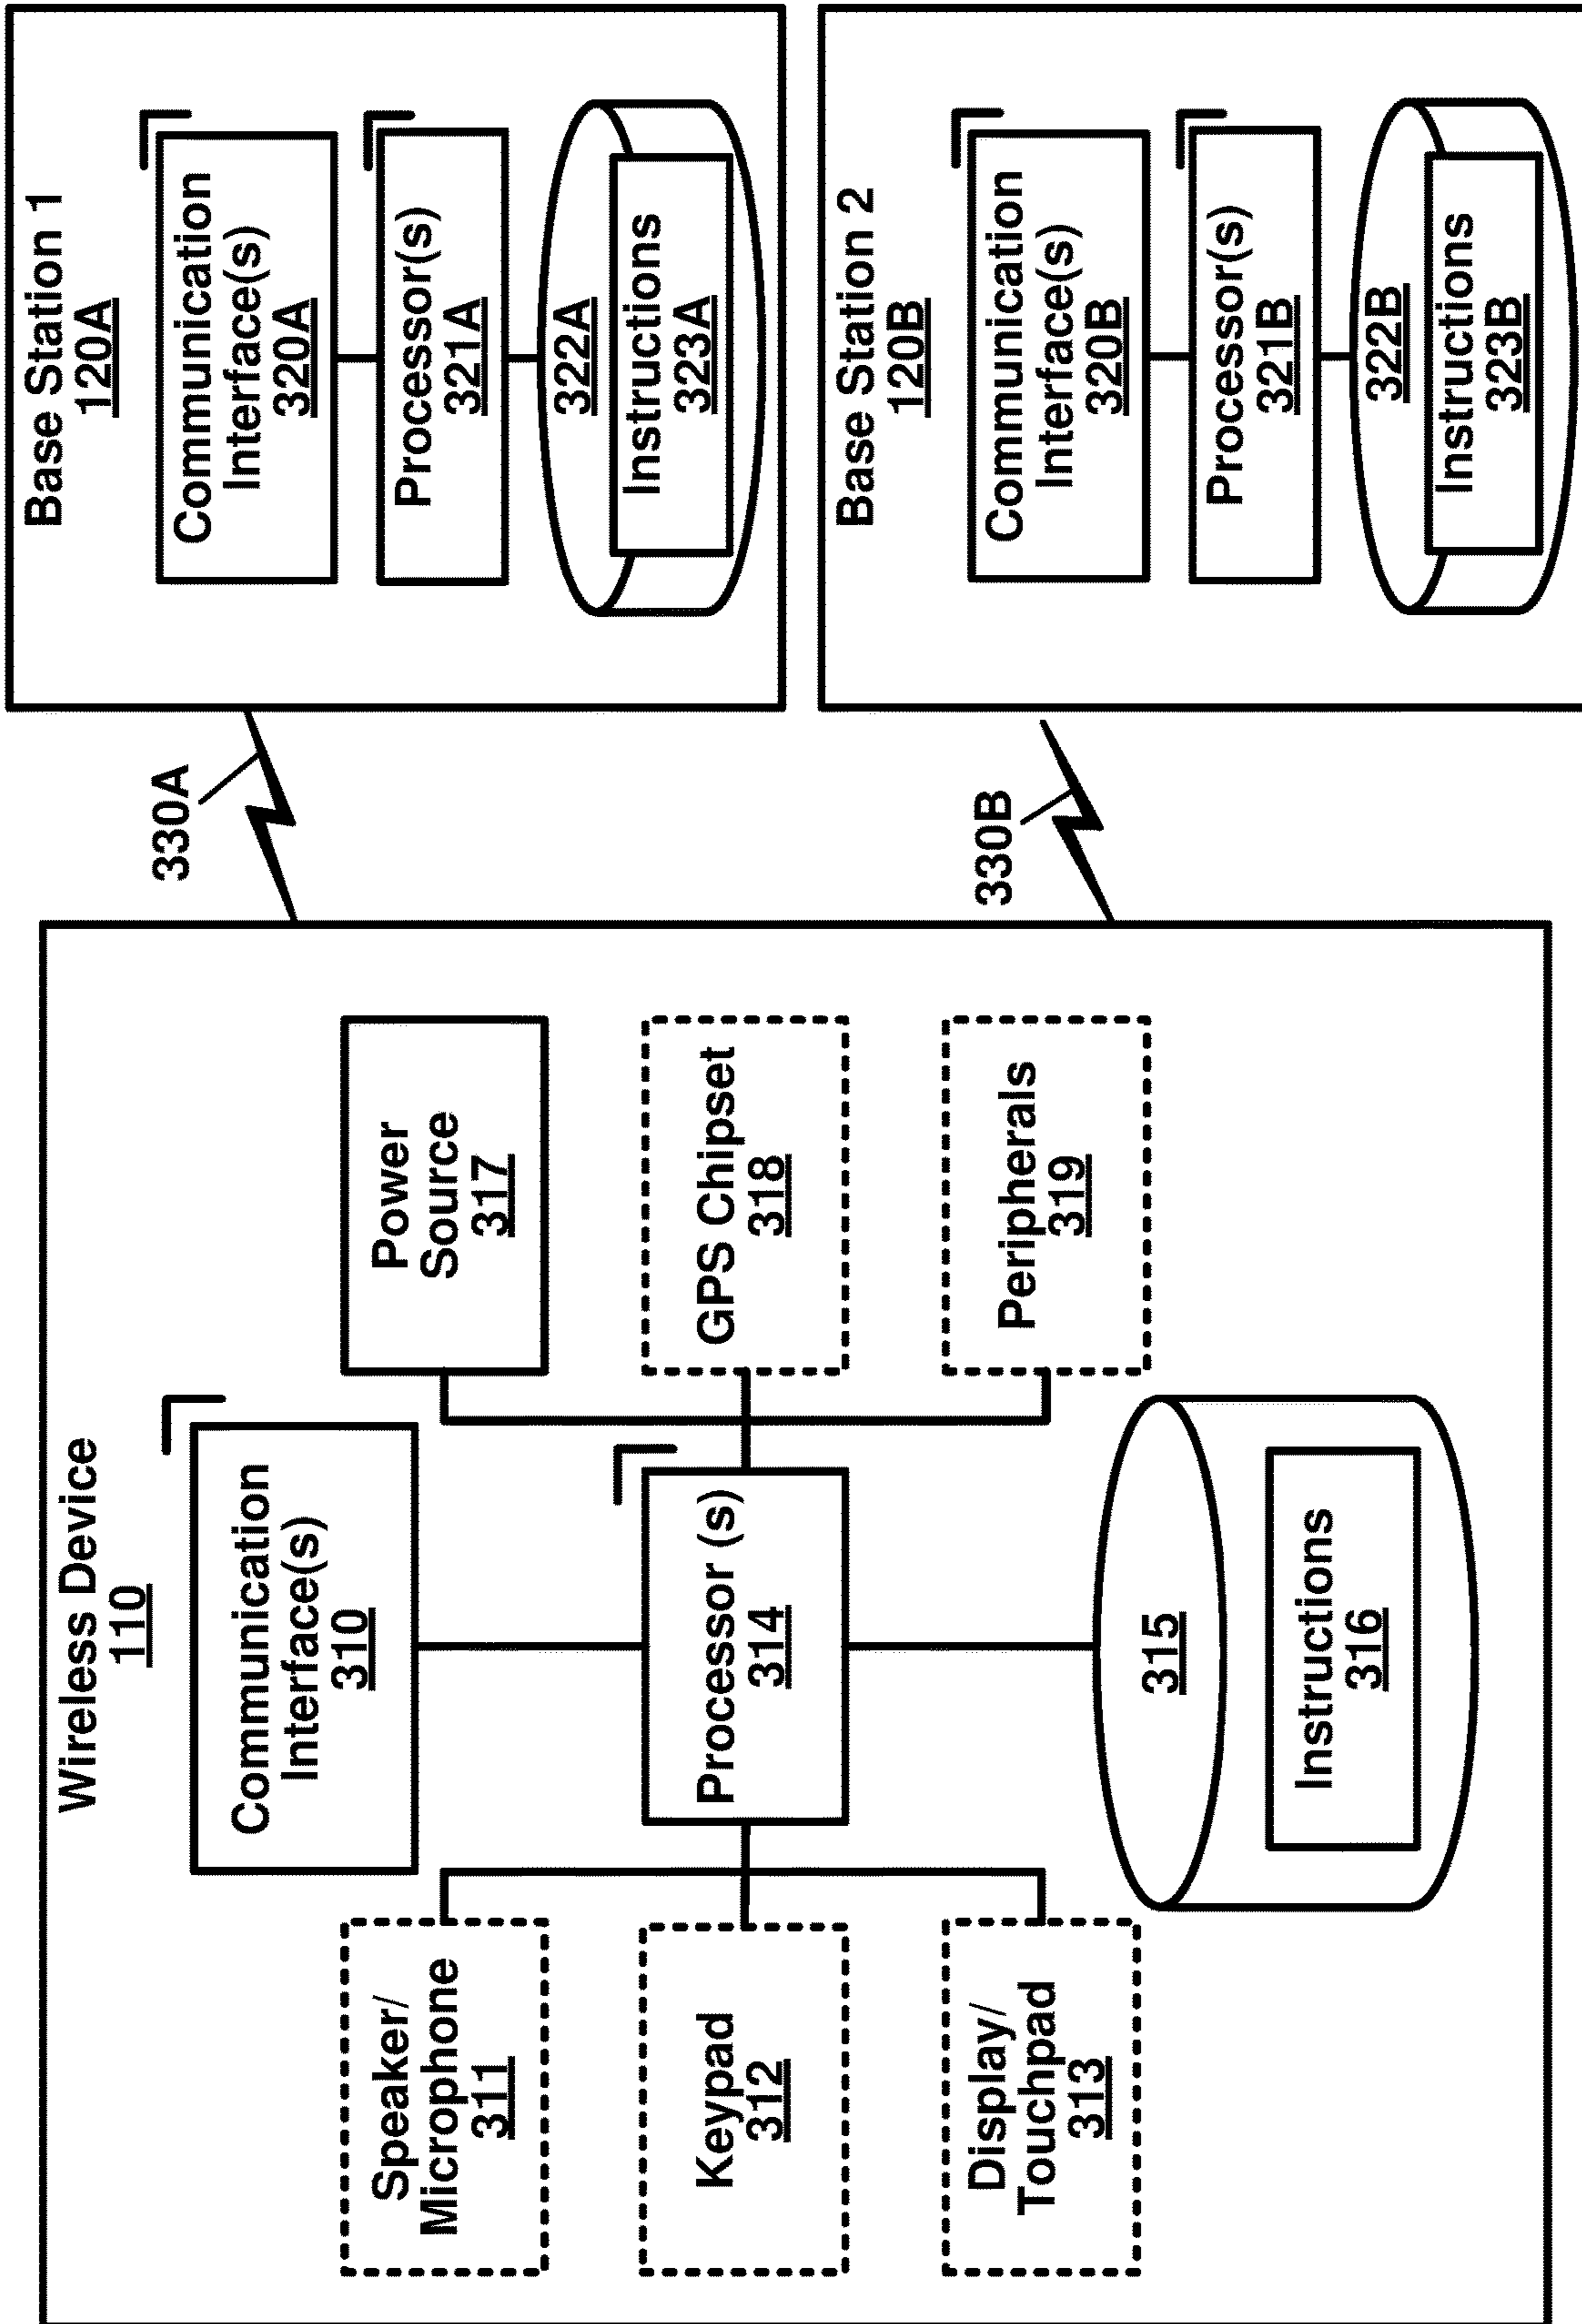 Wireless Device
110
Communication
Interface(s)
310
Speaker/
Microphone
311
Keypad
312
Display/
Touchpad
313
Processor (s)
314
315
Instructions
316
Power
Source
317
GPS Chipset
318
Peripherals
319
330A
330B
Base Station 1
120A
Communication
Interface(s)
320A
Processor(s)
321A
322A
Instructions
323A
Base Station 2
120B
Communication
Interface(s)
320B
Processor(s)
321B
322B
Instructions
323B